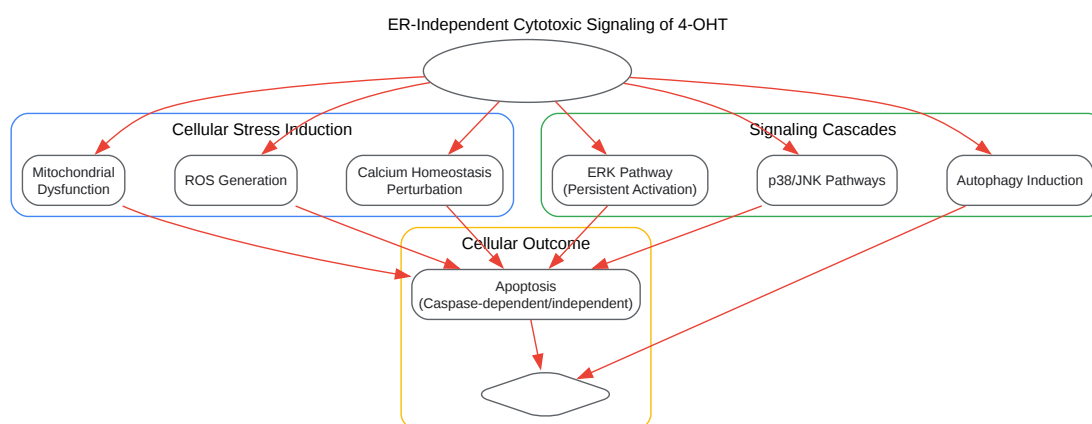 ER-Independent Cytotoxic Signaling of 4-OHT
Cellular Stress Induction
Signaling Cascades
Mitochondrial
Dysfunction
ROS Generation
Calcium Homeostasis
Perturbation
ERK Pathway
(Persistent Activation)
p38/JNK Pathways
Autophagy Induction
Cellular Outcome
Apoptosis
(Caspase-dependent/independent)